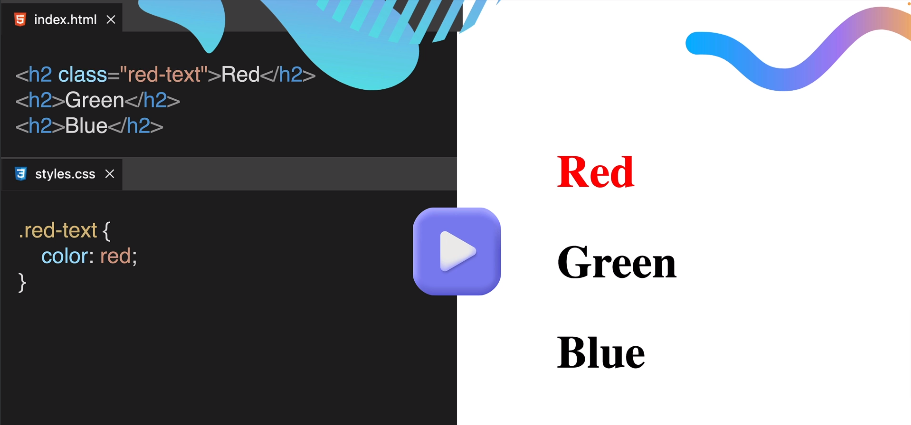 index.html
<h2 class="red-text">Red</h2>
<h2>Green</h2>
<h2>Blue</h2>
styles.css
.red-text {
color: red;
}
Red
Green
Blue